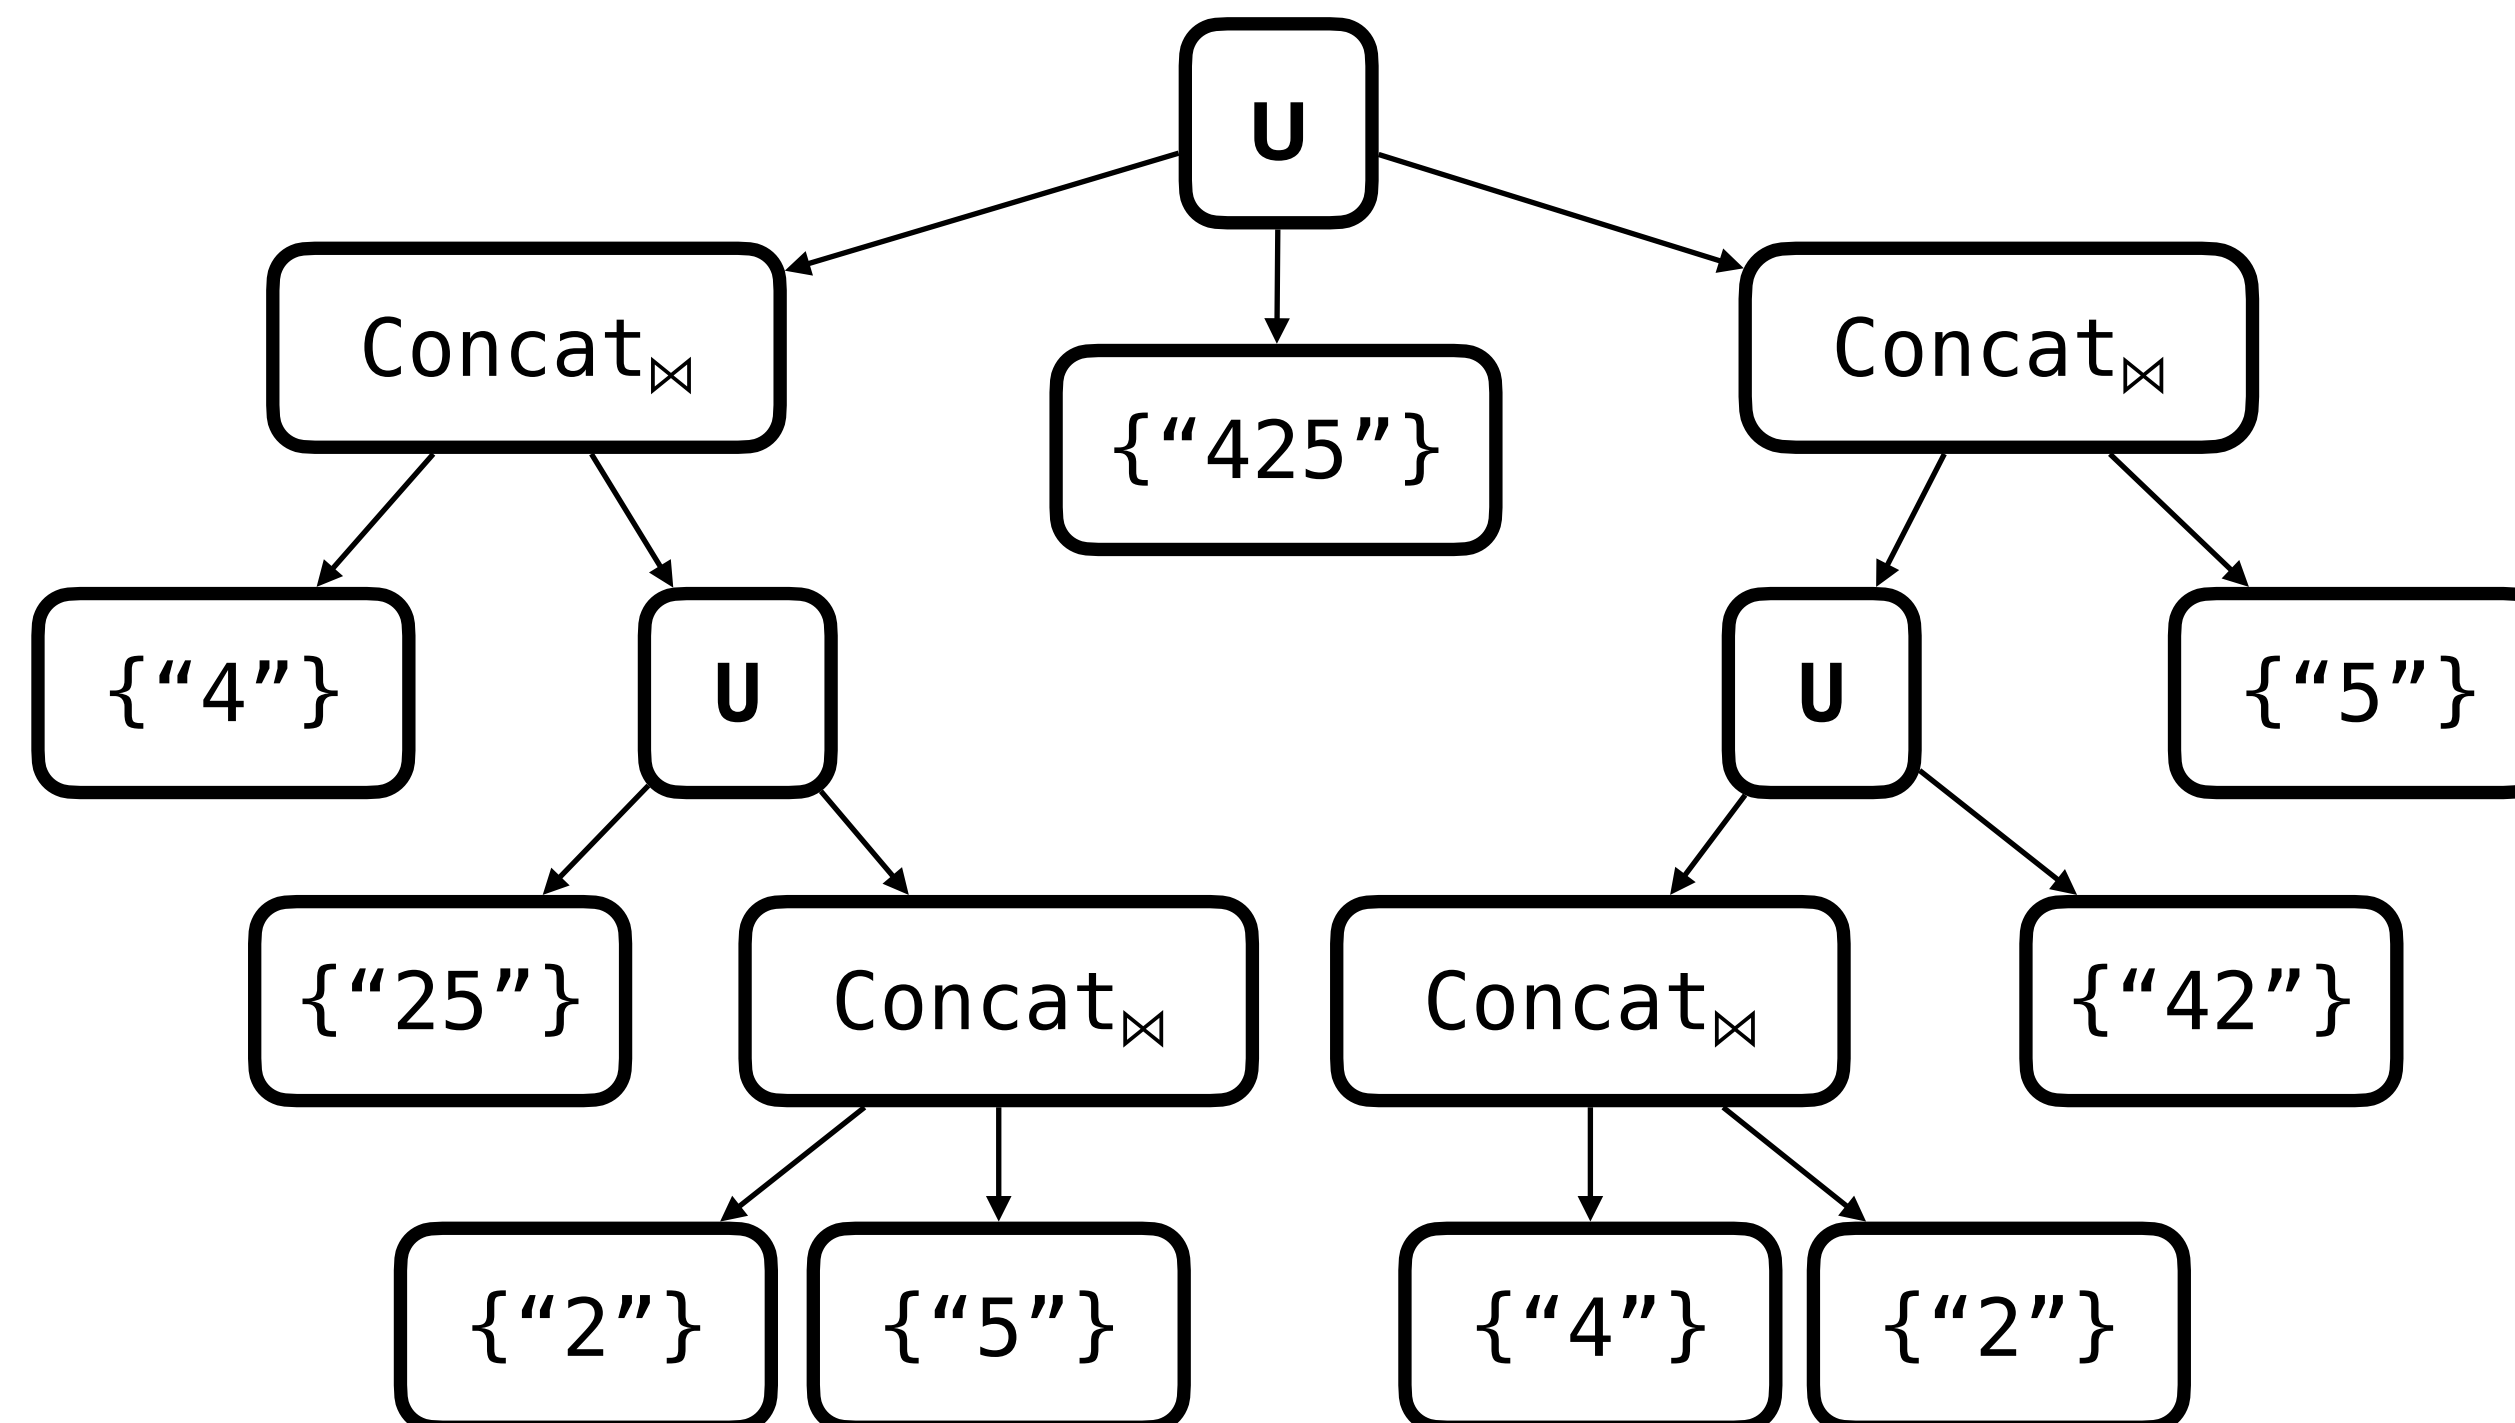 U
Concat⋈
Concat⋈
{“425”}
{“4”}
U
U
{“5”}
{“25”}
Concat⋈
Concat⋈
{“42”}
{“2”}
{“5”}
{“4”}
{“2”}